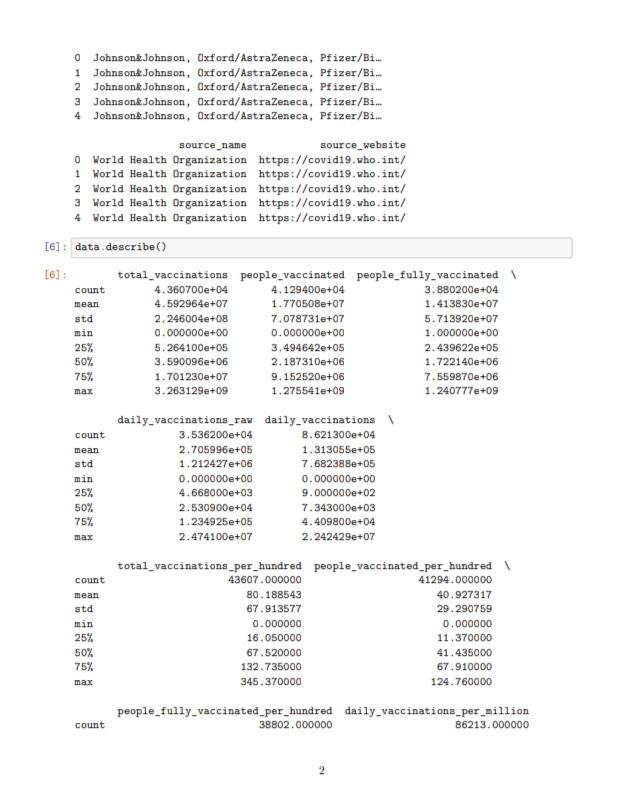 0 Johnson&Johnson, Oxford/AstraZeneca, Pfizer/Bi…
1 Johnson&Johnson, Oxford/AstraZeneca, Pfizer/Bi…
2 Johnson&Johnson, Oxford/AstraZeneca, Pfizer/Bi…
3 Johnson&Johnson, Oxford/AstraZeneca, Pfizer/Bi…
4 Johnson&Johnson, Oxford/AstraZeneca, Pfizer/Bi…
source_name source_website
0 World Health Organization https://covid19.who.int/
1 World Health Organization https://covid19.who.int/
2 World Health Organization https://covid19.who.int/
3 World Health Organization https://covid19.who.int/
4 World Health Organization https://covid19.who.int/
[6]: data.describe()
[6]: total_vaccinations people_vaccinated people_fully_vaccinated \
count 4.360700e+04 4.129400e+04 3.880200e+04
mean 4.592964e+07 1.770508e+07 1.413830e+07
std 2.246004e+08 7.078731e+07 5.713920e+07
min 0.000000e+00 0.000000e+00 1.000000e+00
25% 5.264100e+05 3.494642e+05 2.439622e+05
50% 3.590096e+06 2.187310e+06 1.722140e+06
75% 1.701230e+07 9.152520e+06 7.559870e+06
max 3.263129e+09 1.275541e+09 1.240777e+09
daily_vaccinations_raw daily_vaccinations \
count 3.536200e+04 8.621300e+04
mean 2.705996e+05 1.313055e+05
std 1.212427e+06 7.682388e+05
min 0.000000e+00 0.000000e+00
25% 4.668000e+03 9.000000e+02
50% 2.530900e+04 7.343000e+03
75% 1.234925e+05 4.409800e+04
max 2.474100e+07 2.242429e+07
total_vaccinations_per_hundred people_vaccinated_per_hundred \
count 43607.000000 41294.000000
mean 80.188543 40.927317
std 67.913577 29.290759
min 0.000000 0.000000
25% 16.050000 11.370000
50% 67.520000 41.435000
75% 132.735000 67.910000
max 345.370000 124.760000
people_fully_vaccinated_per_hundred daily_vaccinations_per_million
count 38802.000000 86213.000000
2